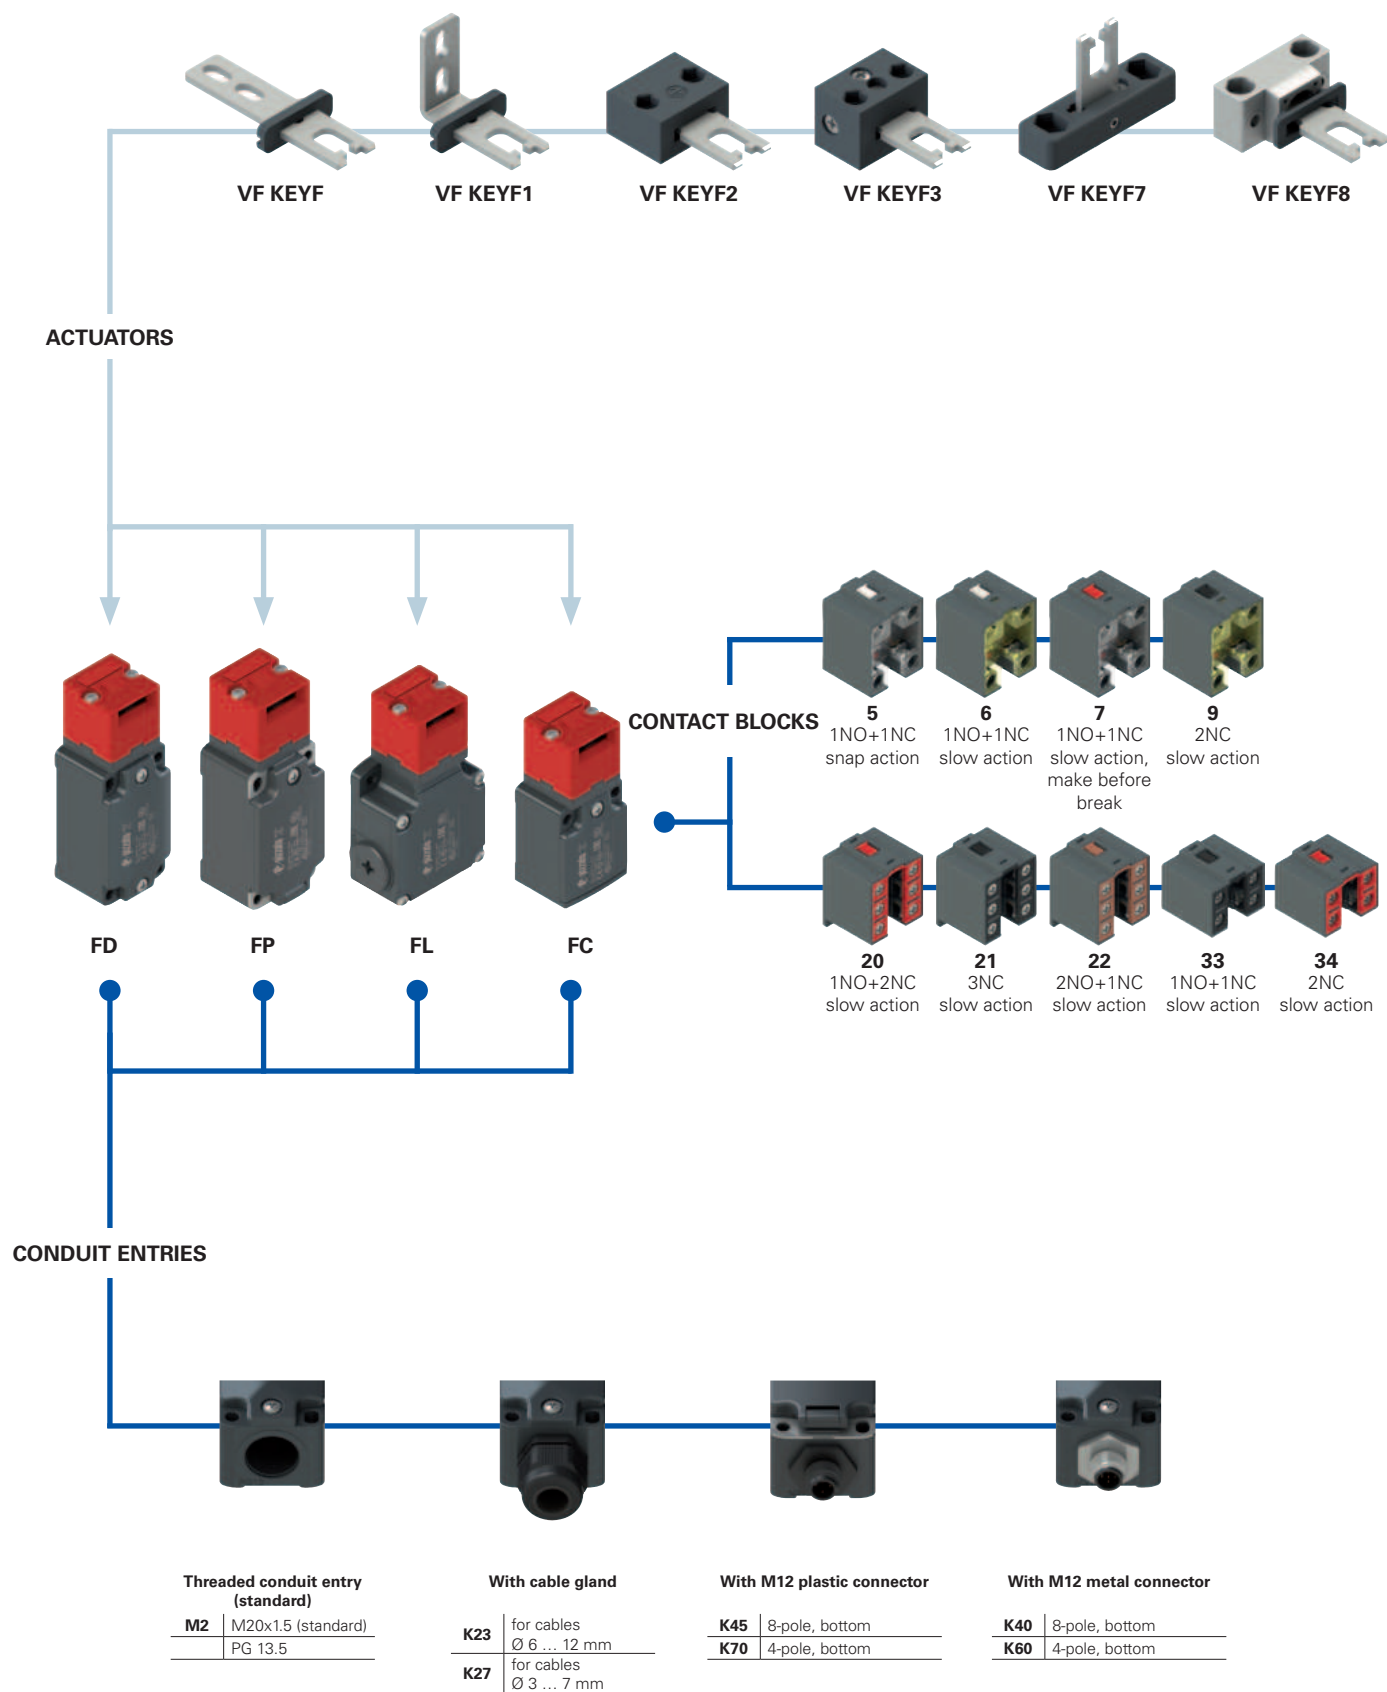 VF KEYF
VF KEYF1
VF KEYF2
VF KEYF3
VF KEYF7
VF KEYF8
ACTUATORS
CONTACT BLOCKS
5
1NO+1NC
snap action
6
1NO+1NC
slow action
7
1NO+1NC
slow action,
make before
break
9
2NC
slow action
FD
FP
FL
FC
20
1NO+2NC
slow action
21
3NC
slow action
22
2NO+1NC
slow action
33
1NO+1NC
slow action
34
2NC
slow action
CONDUIT ENTRIES
Threaded conduit entry
(standard)
M2 M20x1.5 (standard)
PG 13.5
With cable gland
K23 for cables
Ø 6 … 12 mm
K27 for cables
Ø 3 … 7 mm
With M12 plastic connector
K45 8-pole, bottom
K70 4-pole, bottom
With M12 metal connector
K40 8-pole, bottom
K60 4-pole, bottom